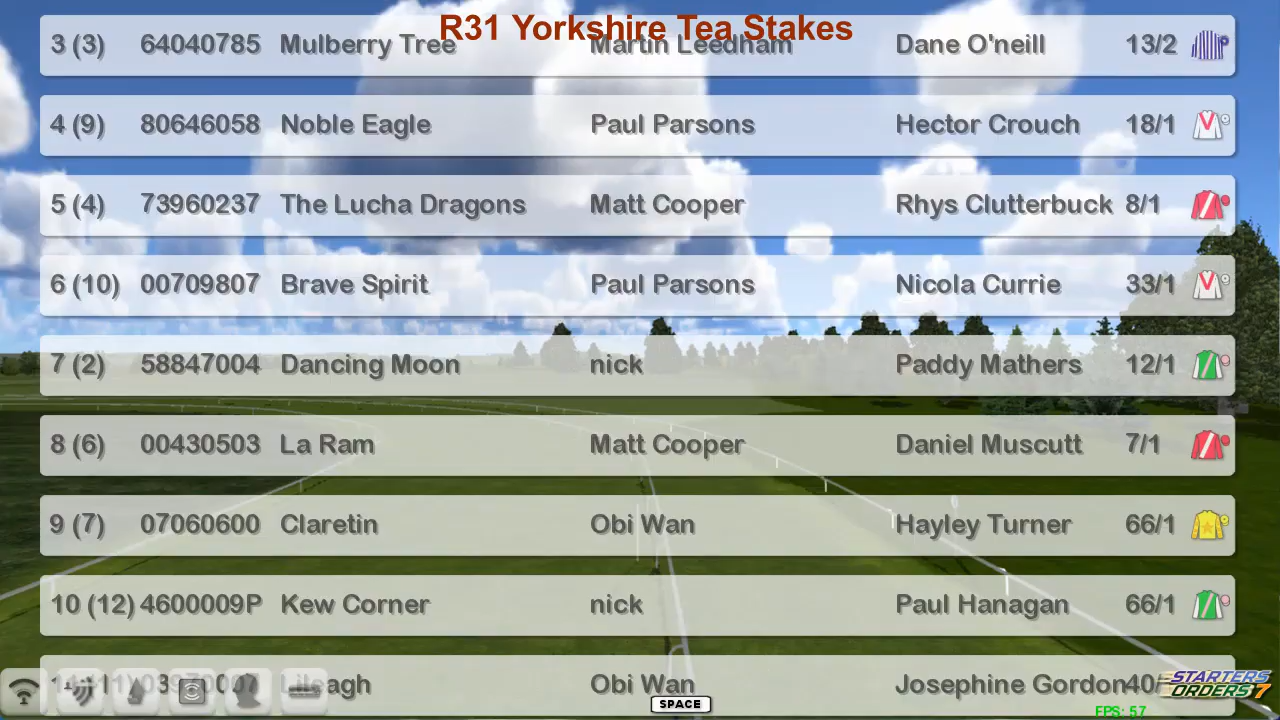 R31 Yorkshire Tea Stakes
3 (3) 64040785 Mulberry Tree Martin Leedham Dane O'neill 13/2
4 (9) 80646058 Noble Eagle Paul Parsons Hector Crouch 18/1
5 (4) 73960237 The Lucha Dragons Matt Cooper Rhys Clutterbuck 8/1
6 (10) 00709807 Brave Spirit Paul Parsons Nicola Currie 33/1
7 (2) 58847004 Dancing Moon nick Paddy Mathers 12/1
8 (6) 00430503 La Ram Matt Cooper Daniel Muscutt 7/1
9 (7) 07060600 Claretin Obi Wan Hayley Turner 66/1
10 (12) 4600009P Kew Corner nick Paul Hanagan 66/1
Obi Wan Josephine Gordon
SPACE
STARTERS
ORDERS 7
FPS: 57